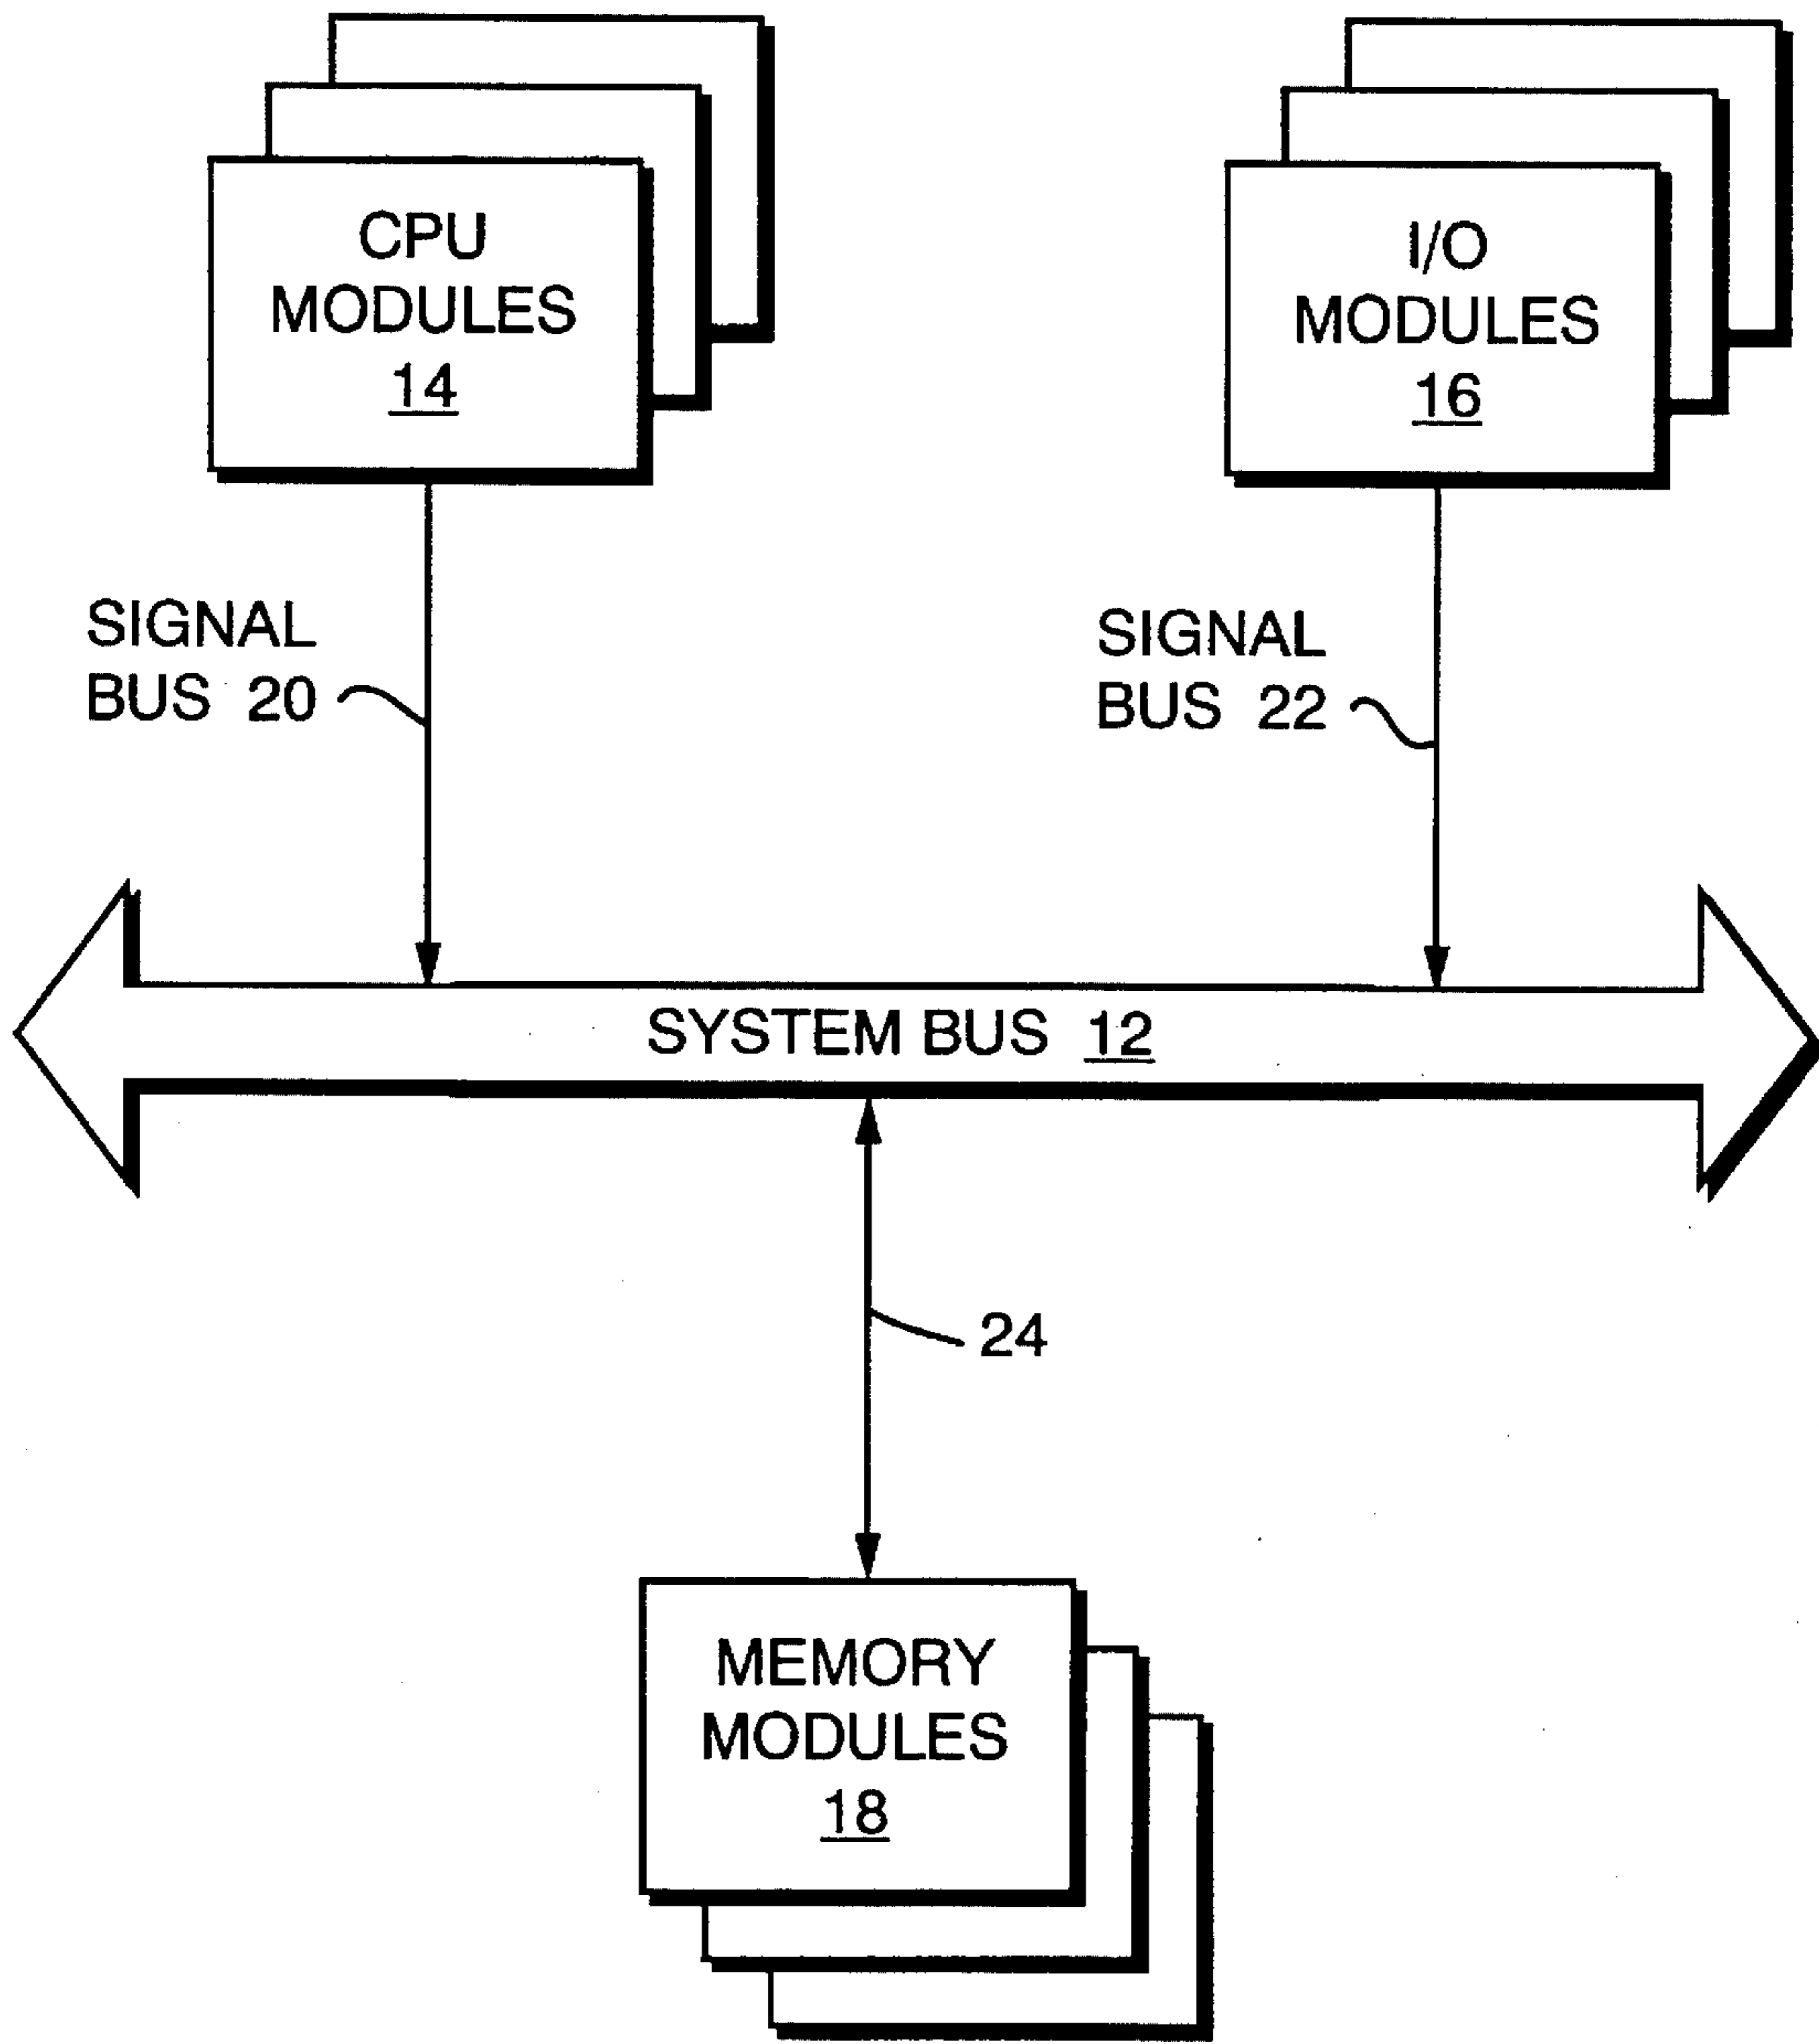 CPU
MODULES
14
I/O
MODULES
16
SIGNAL
BUS 20
SIGNAL
BUS 22
SYSTEM BUS 12
24
MEMORY
MODULES
18